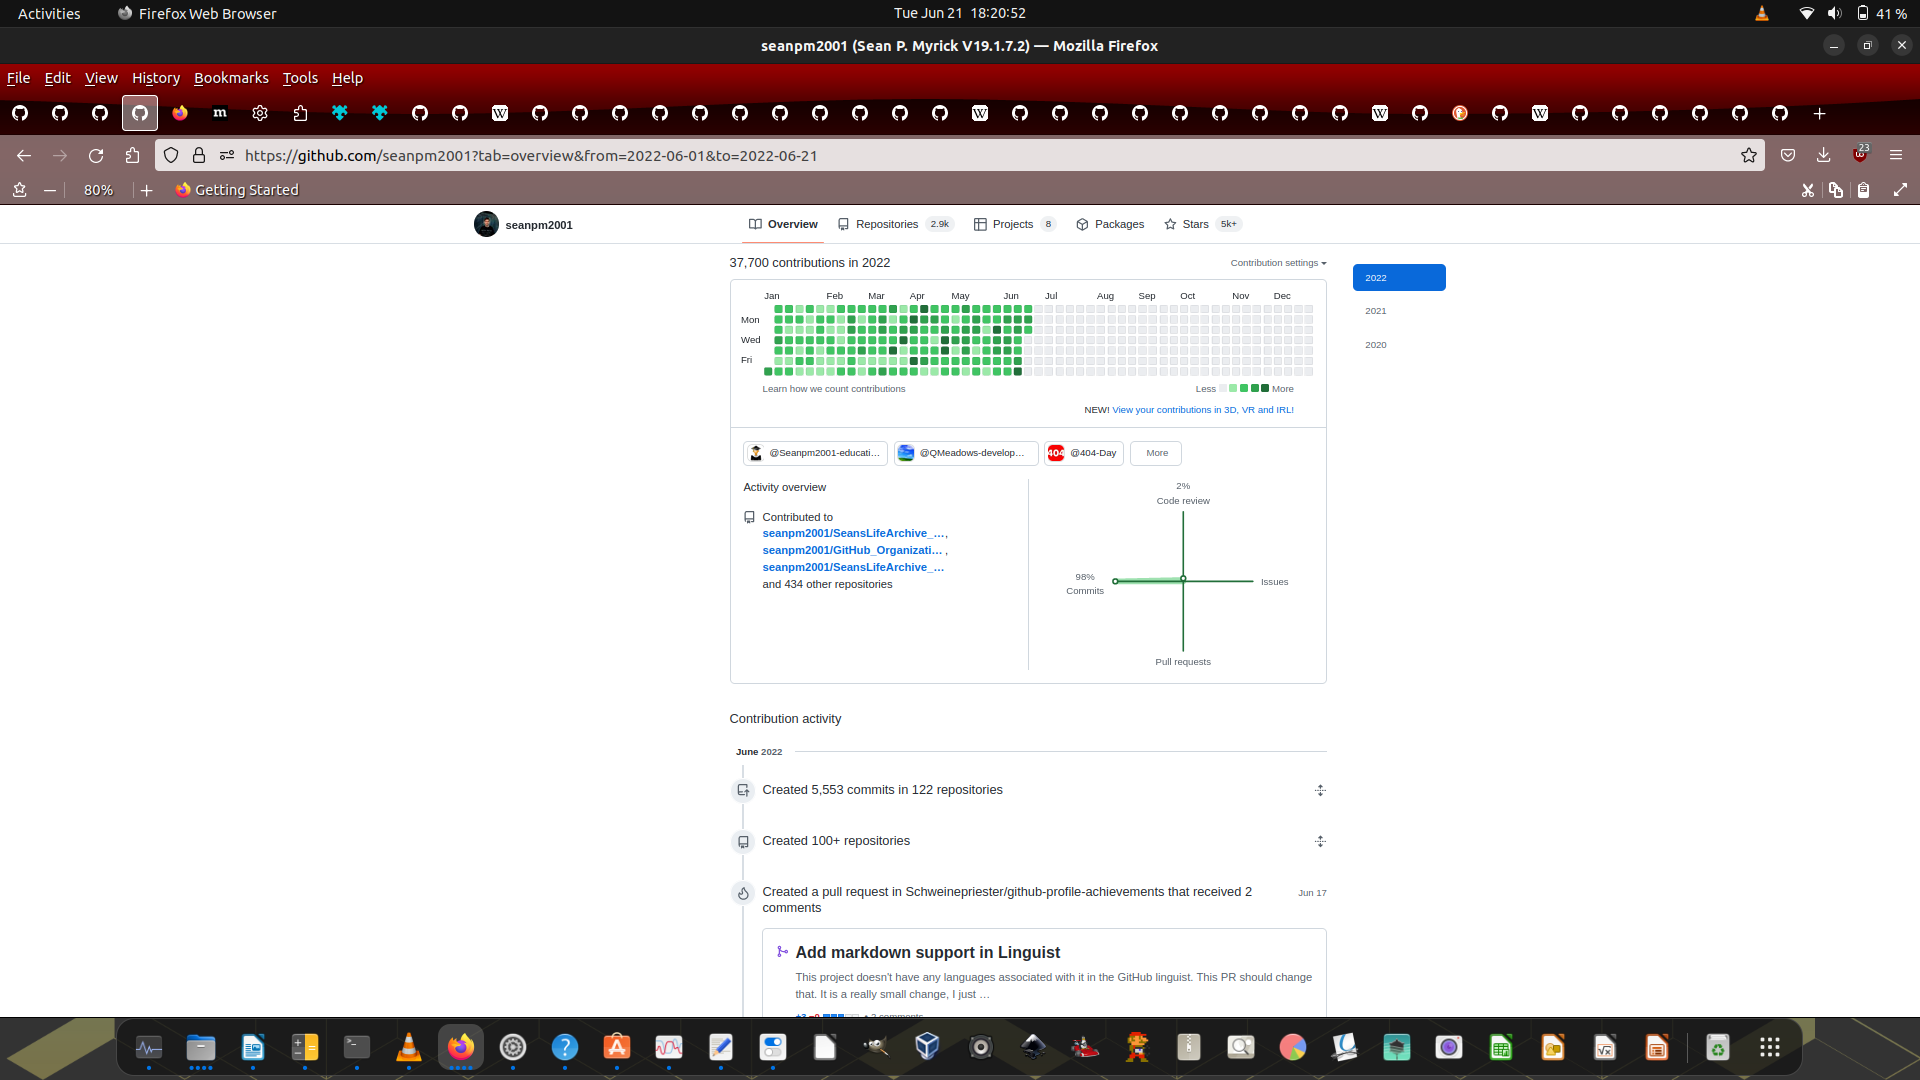 Activities Firefox Web Browser Tue Jun 21 18:20:52 41 %
seanpm2001 (Sean P. Myrick V19.1.7.2) — Mozilla Firefox
File Edit View History Bookmarks Tools Help
https://github.com/seanpm2001?tab=overview&from=2022-06-01&to=2022-06-21 23
80% Getting Started
seanpm2001 Overview Repositories 2.9k Projects 8 Packages Stars 5k+
37,700 contributions in 2022 Contribution settings
2022
2021
2020
Jan Feb Mar Apr May Jun Jul Aug Sep Oct Nov Dec
Mon
Wed
Fri
Learn how we count contributions Less More
NEW! View your contributions in 3D, VR and IRL!
@Seanpm2001-educati… @QMeadows-develop… 404 @404-Day More
Activity overview
Contributed to
seanpm2001/SeansLifeArchive_…,
seanpm2001/GitHub_Organizati… ,
seanpm2001/SeansLifeArchive_…
and 434 other repositories
2%
Code review
98%
Commits
Issues
Pull requests
Contribution activity
June 2022
Created 5,553 commits in 122 repositories
Created 100+ repositories
Created a pull request in Schweinepriester/github-profile-achievements that received 2 comments Jun 17
Add markdown support in Linguist
This project doesn't have any languages associated with it in the GitHub linguist. This PR should change
that. It is a really small change, I just …